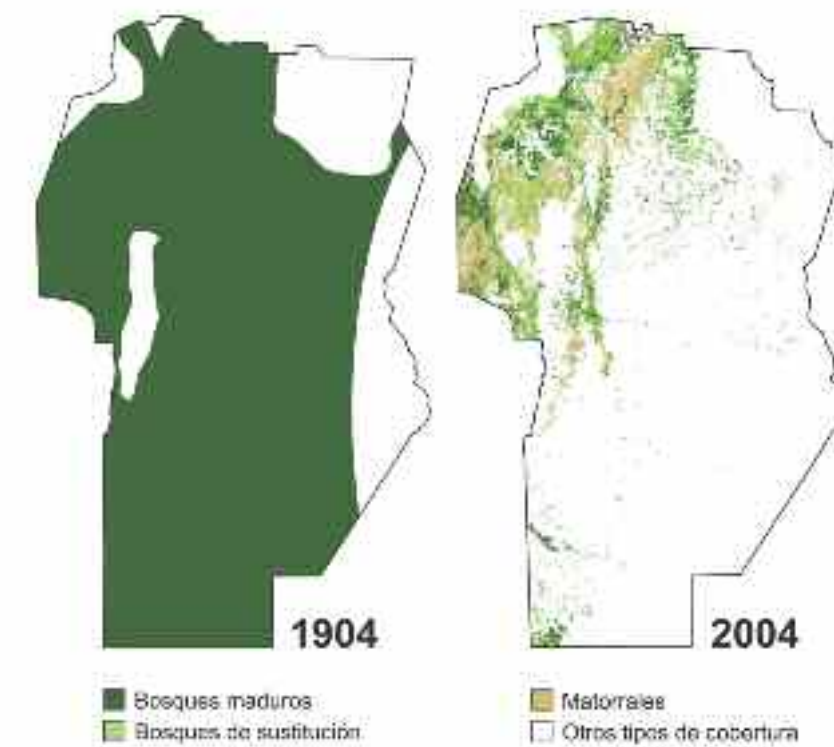 1904
2004
Bosques maduros
Bosques de sustitución
Matorrales
Otros tipos de cobertura